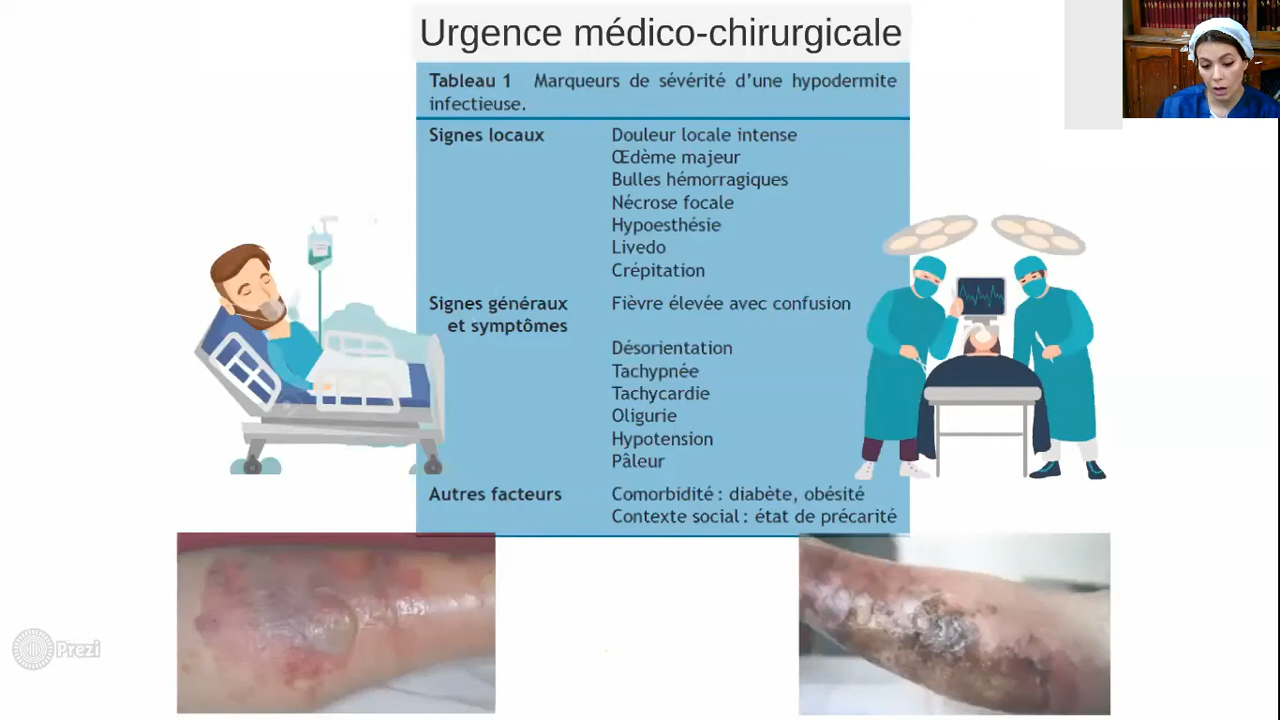 Urgence médico-chirurgicale
Tableau 1 Marqueurs de sévérité d’une hypodermite
infectieuse.
Signes locaux Douleur locale intense
Œdème majeur
Bulles hémorragiques
Nécrose focale
Hypoesthésie
Livedo
Crépitation
Signes généraux Fièvre élevée avec confusion
et symptômes
Désorientation
Tachypnée
Tachycardie
Oligurie
Hypotension
Pâleur
Autres facteurs Comorbidité : diabète, obésité
Contexte social : état de précarité
Prezi